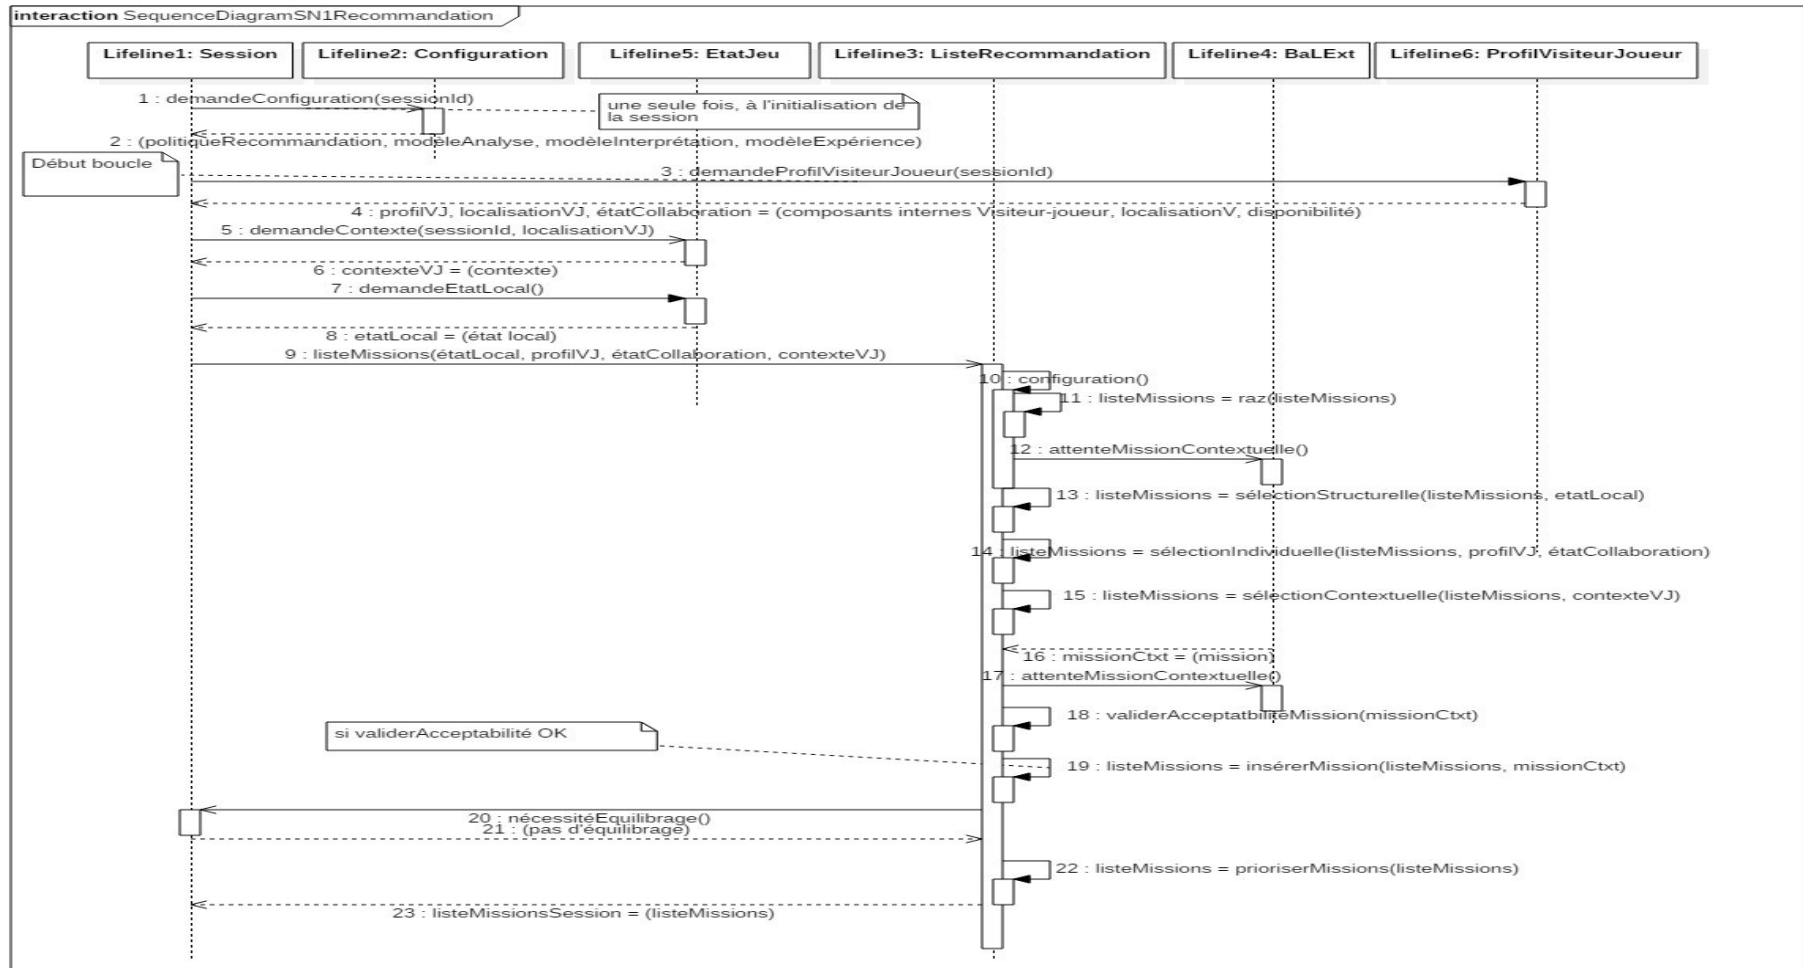 interaction SequenceDiagramSN1Recommandation
Lifeline1: Session
Lifeline2: Configuration
Lifeline5: EtatJeu
Lifeline3: ListeRecommandation
Lifeline4: BaLExt
Lifeline6: ProfilVisiteurJoueur
1 : demandeConfiguration(sessionId)
une seule fois, à l'initialisation de
la session
2 : (politiqueRecommandation, modèleAnalyse, modèleInterprétation, modèleExpérience)
Début boucle
3 : demandeProfilVisiteurJoueur(sessionId)
4 : profilVJ, localisationVJ, étatCollaboration = (composants internes Visiteur-joueur, localisationV, disponibilité)
5 : demandeContexte(sessionId, localisationVJ)
6 : contexteVJ = (contexte)
7 : demandeEtatLocal()
8 : etatLocal = (état local)
9 : listeMissions(étatLocal, profilVJ, étatCollaboration, contexteVJ)
10 : configuration()
11 : listeMissions = raz(listeMissions)
12 : attenteMissionContextuelle()
13 : listeMissions = sélectionStructurelle(listeMissions, etatLocal)
14 : listeMissions = sélectionIndividuelle(listeMissions, profilVJ, étatCollaboration)
15 : listeMissions = sélectionContextuelle(listeMissions, contexteVJ)
16 : missionCtxt = (mission)
17 : attenteMissionContextuelle()
18 : validerAcceptatbilitéMission(missionCtxt)
si validerAcceptabilité OK
19 : listeMissions = insérerMission(listeMissions, missionCtxt)
20 : nécessitéEquilibrage()
21 : (pas d'équilibrage)
22 : listeMissions = prioriserMissions(listeMissions)
23 : listeMissionsSession = (listeMissions)